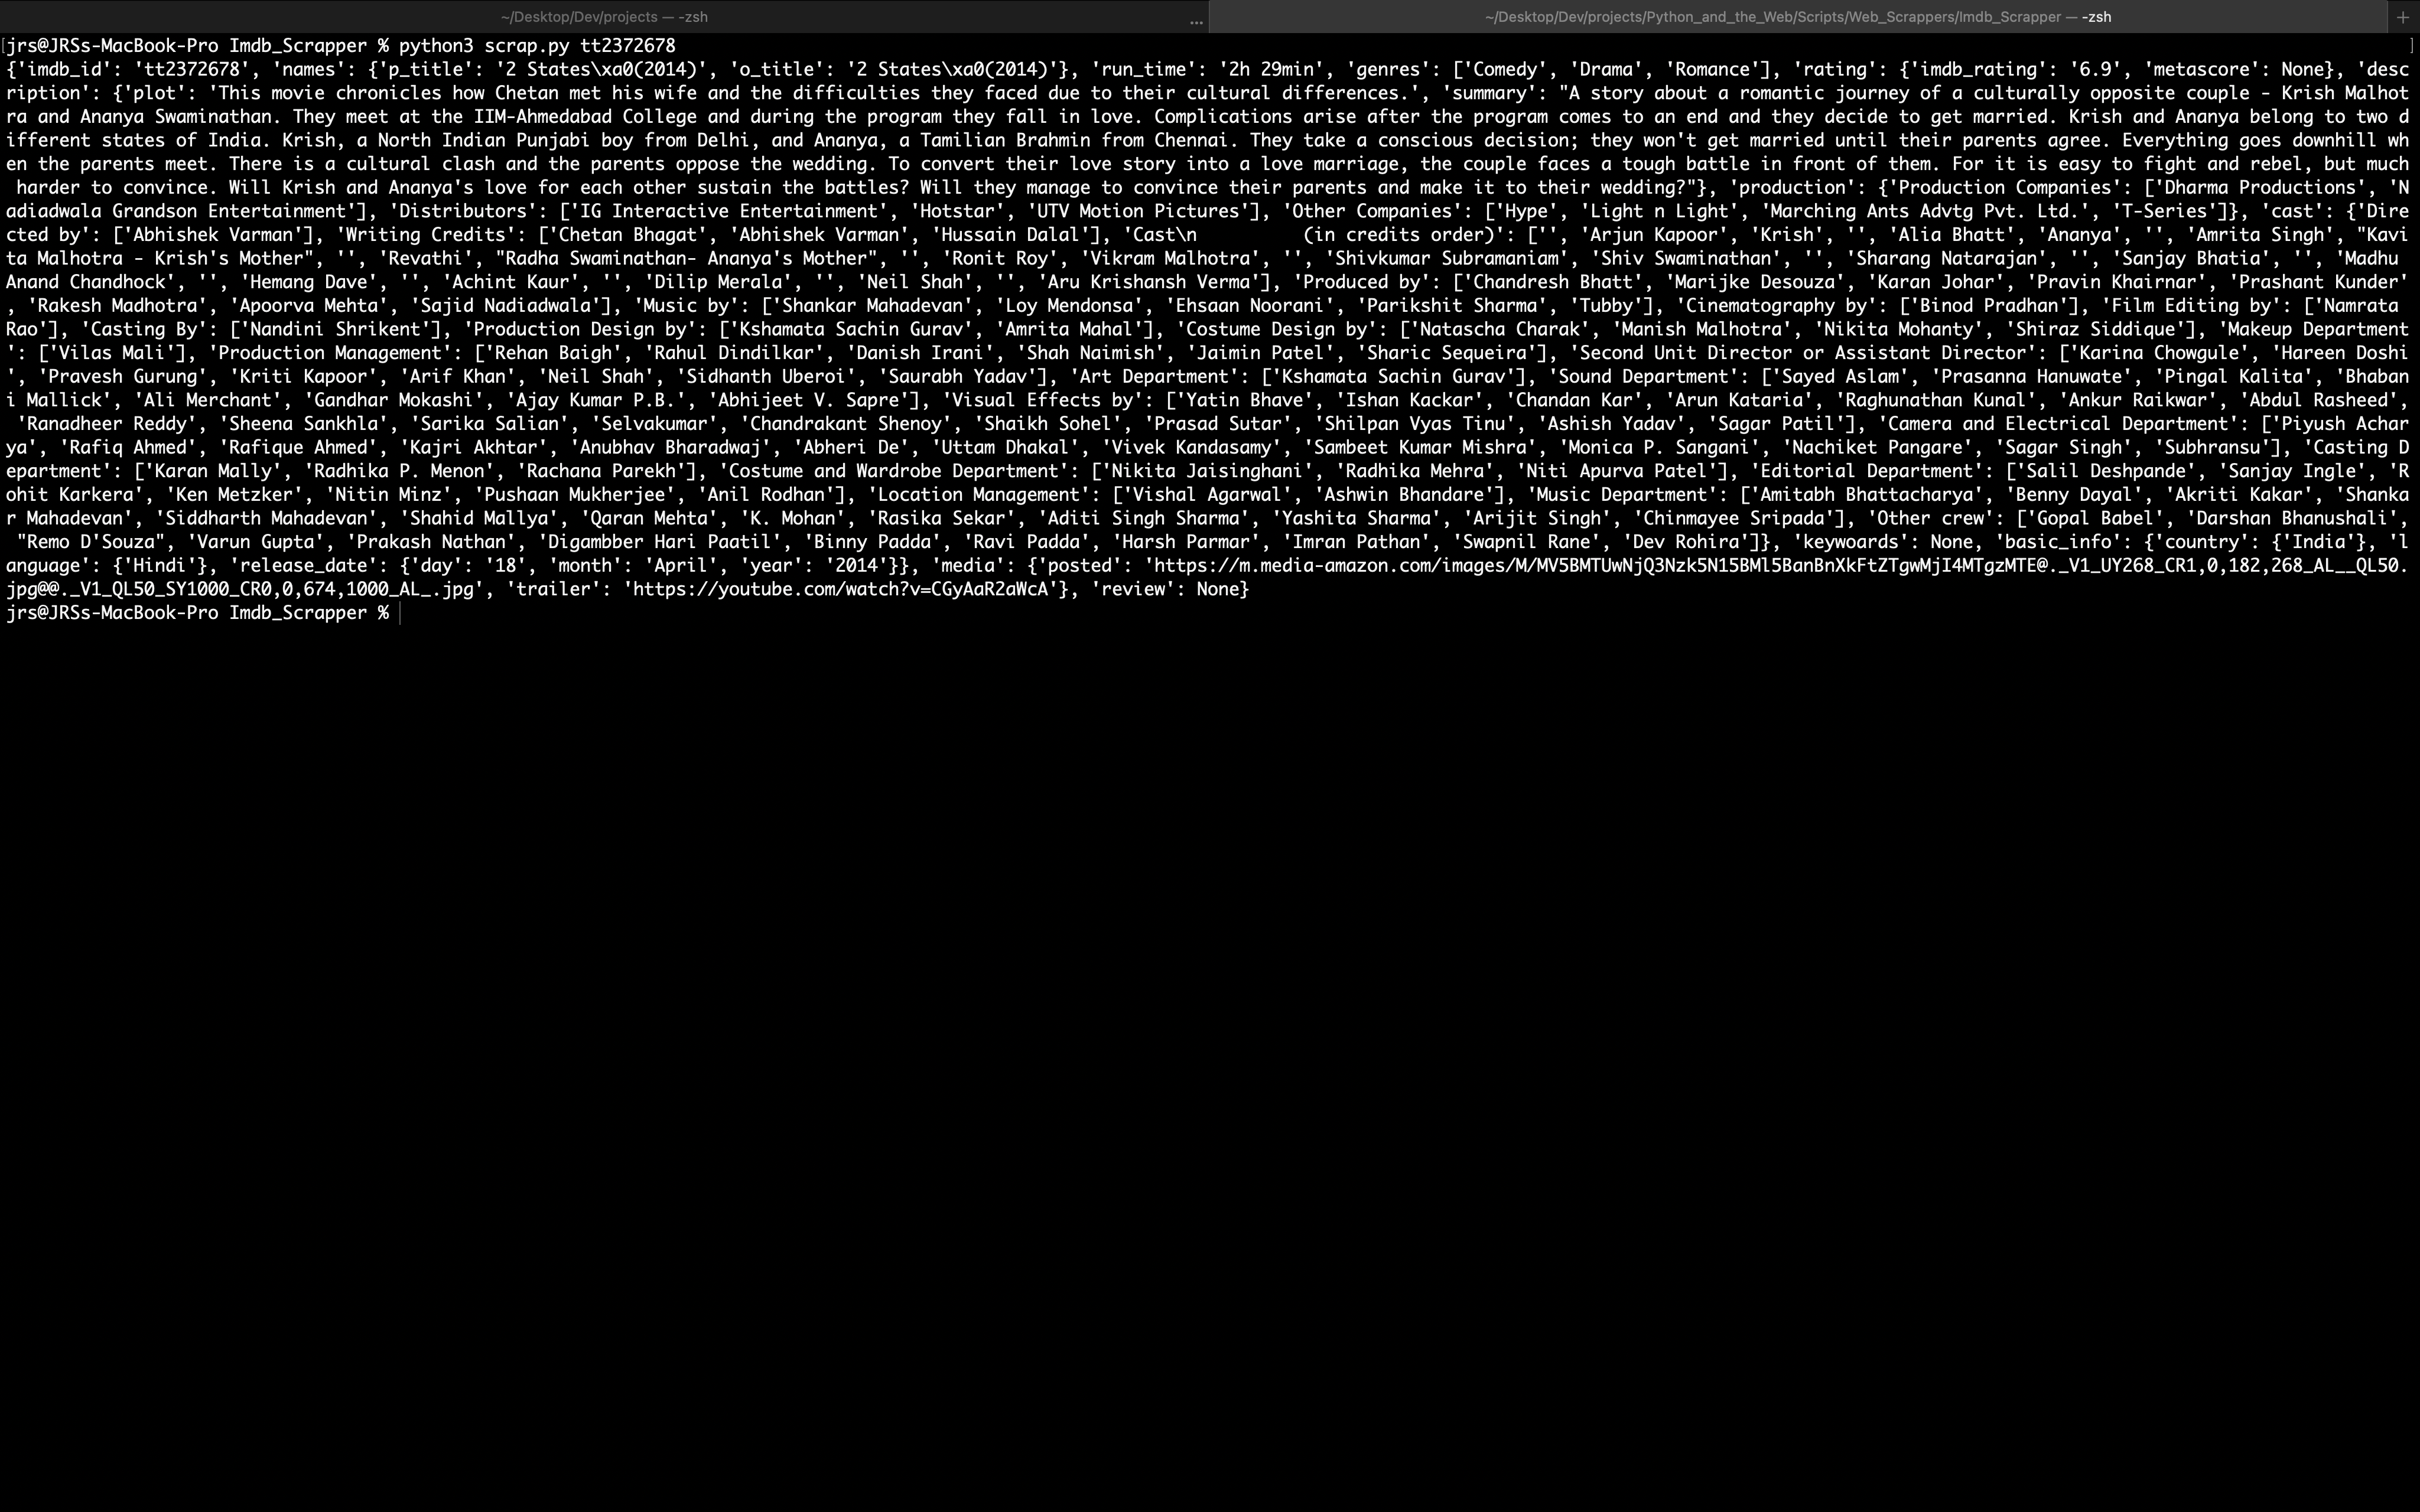 ~/Desktop/Dev/projects — -zsh ... ~/Desktop/Dev/projects/Python_and_the_Web/Scripts/Web_Scrappers/Imdb_Scrapper — -zsh +
[jrs@JRSs-MacBook-Pro Imdb_Scrapper % python3 scrap.py tt2372678 ]
{'imdb_id': 'tt2372678', 'names': {'p_title': '2 States\xa0(2014)', 'o_title': '2 States\xa0(2014)'}, 'run_time': '2h 29min', 'genres': ['Comedy', 'Drama', 'Romance'], 'rating': {'imdb_rating': '6.9', 'metascore': None}, 'desc
ription': {'plot': 'This movie chronicles how Chetan met his wife and the difficulties they faced due to their cultural differences.', 'summary': "A story about a romantic journey of a culturally opposite couple - Krish Malhot
ra and Ananya Swaminathan. They meet at the IIM-Ahmedabad College and during the program they fall in love. Complications arise after the program comes to an end and they decide to get married. Krish and Ananya belong to two d
ifferent states of India. Krish, a North Indian Punjabi boy from Delhi, and Ananya, a Tamilian Brahmin from Chennai. They take a conscious decision; they won't get married until their parents agree. Everything goes downhill wh
en the parents meet. There is a cultural clash and the parents oppose the wedding. To convert their love story into a love marriage, the couple faces a tough battle in front of them. For it is easy to fight and rebel, but much
 harder to convince. Will Krish and Ananya's love for each other sustain the battles? Will they manage to convince their parents and make it to their wedding?"}, 'production': {'Production Companies': ['Dharma Productions', 'N
adiadwala Grandson Entertainment'], 'Distributors': ['IG Interactive Entertainment', 'Hotstar', 'UTV Motion Pictures'], 'Other Companies': ['Hype', 'Light n Light', 'Marching Ants Advtg Pvt. Ltd.', 'T-Series']}, 'cast': {'Dire
cted by': ['Abhishek Varman'], 'Writing Credits': ['Chetan Bhagat', 'Abhishek Varman', 'Hussain Dalal'], 'Cast\n         (in credits order)': ['', 'Arjun Kapoor', 'Krish', '', 'Alia Bhatt', 'Ananya', '', 'Amrita Singh', "Kavi
ta Malhotra - Krish's Mother", '', 'Revathi', "Radha Swaminathan- Ananya's Mother", '', 'Ronit Roy', 'Vikram Malhotra', '', 'Shivkumar Subramaniam', 'Shiv Swaminathan', '', 'Sharang Natarajan', '', 'Sanjay Bhatia', '', 'Madhu
Anand Chandhock', '', 'Hemang Dave', '', 'Achint Kaur', '', 'Dilip Merala', '', 'Neil Shah', '', 'Aru Krishansh Verma'], 'Produced by': ['Chandresh Bhatt', 'Marijke Desouza', 'Karan Johar', 'Pravin Khairnar', 'Prashant Kunder'
, 'Rakesh Madhotra', 'Apoorva Mehta', 'Sajid Nadiadwala'], 'Music by': ['Shankar Mahadevan', 'Loy Mendonsa', 'Ehsaan Noorani', 'Parikshit Sharma', 'Tubby'], 'Cinematography by': ['Binod Pradhan'], 'Film Editing by': ['Namrata
Rao'], 'Casting By': ['Nandini Shrikent'], 'Production Design by': ['Kshamata Sachin Gurav', 'Amrita Mahal'], 'Costume Design by': ['Natascha Charak', 'Manish Malhotra', 'Nikita Mohanty', 'Shiraz Siddique'], 'Makeup Department
': ['Vilas Mali'], 'Production Management': ['Rehan Baigh', 'Rahul Dindilkar', 'Danish Irani', 'Shah Naimish', 'Jaimin Patel', 'Sharic Sequeira'], 'Second Unit Director or Assistant Director': ['Karina Chowgule', 'Hareen Doshi
', 'Pravesh Gurung', 'Kriti Kapoor', 'Arif Khan', 'Neil Shah', 'Sidhanth Uberoi', 'Saurabh Yadav'], 'Art Department': ['Kshamata Sachin Gurav'], 'Sound Department': ['Sayed Aslam', 'Prasanna Hanuwate', 'Pingal Kalita', 'Bhaban
i Mallick', 'Ali Merchant', 'Gandhar Mokashi', 'Ajay Kumar P.B.', 'Abhijeet V. Sapre'], 'Visual Effects by': ['Yatin Bhave', 'Ishan Kackar', 'Chandan Kar', 'Arun Kataria', 'Raghunathan Kunal', 'Ankur Raikwar', 'Abdul Rasheed',
 'Ranadheer Reddy', 'Sheena Sankhla', 'Sarika Salian', 'Selvakumar', 'Chandrakant Shenoy', 'Shaikh Sohel', 'Prasad Sutar', 'Shilpan Vyas Tinu', 'Ashish Yadav', 'Sagar Patil'], 'Camera and Electrical Department': ['Piyush Achar
ya', 'Rafiq Ahmed', 'Rafique Ahmed', 'Kajri Akhtar', 'Anubhav Bharadwaj', 'Abheri De', 'Uttam Dhakal', 'Vivek Kandasamy', 'Sambeet Kumar Mishra', 'Monica P. Sangani', 'Nachiket Pangare', 'Sagar Singh', 'Subhransu'], 'Casting D
epartment': ['Karan Mally', 'Radhika P. Menon', 'Rachana Parekh'], 'Costume and Wardrobe Department': ['Nikita Jaisinghani', 'Radhika Mehra', 'Niti Apurva Patel'], 'Editorial Department': ['Salil Deshpande', 'Sanjay Ingle', 'R
ohit Karkera', 'Ken Metzker', 'Nitin Minz', 'Pushaan Mukherjee', 'Anil Rodhan'], 'Location Management': ['Vishal Agarwal', 'Ashwin Bhandare'], 'Music Department': ['Amitabh Bhattacharya', 'Benny Dayal', 'Akriti Kakar', 'Shanka
r Mahadevan', 'Siddharth Mahadevan', 'Shahid Mallya', 'Qaran Mehta', 'K. Mohan', 'Rasika Sekar', 'Aditi Singh Sharma', 'Yashita Sharma', 'Arijit Singh', 'Chinmayee Sripada'], 'Other crew': ['Gopal Babel', 'Darshan Bhanushali',
 "Remo D'Souza", 'Varun Gupta', 'Prakash Nathan', 'Digambber Hari Paatil', 'Binny Padda', 'Ravi Padda', 'Harsh Parmar', 'Imran Pathan', 'Swapnil Rane', 'Dev Rohira']}, 'keywoards': None, 'basic_info': {'country': {'India'}, 'l
anguage': {'Hindi'}, 'release_date': {'day': '18', 'month': 'April', 'year': '2014'}}, 'media': {'posted': 'https://m.media-amazon.com/images/M/MV5BMTUwNjQ3Nzk5N15BMl5BanBnXkFtZTgwMjI4MTgzMTE@._V1_UY268_CR1,0,182,268_AL__QL50.
jpg@@._V1_QL50_SY1000_CR0,0,674,1000_AL_.jpg', 'trailer': 'https://youtube.com/watch?v=CGyAaR2aWcA'}, 'review': None}
jrs@JRSs-MacBook-Pro Imdb_Scrapper %